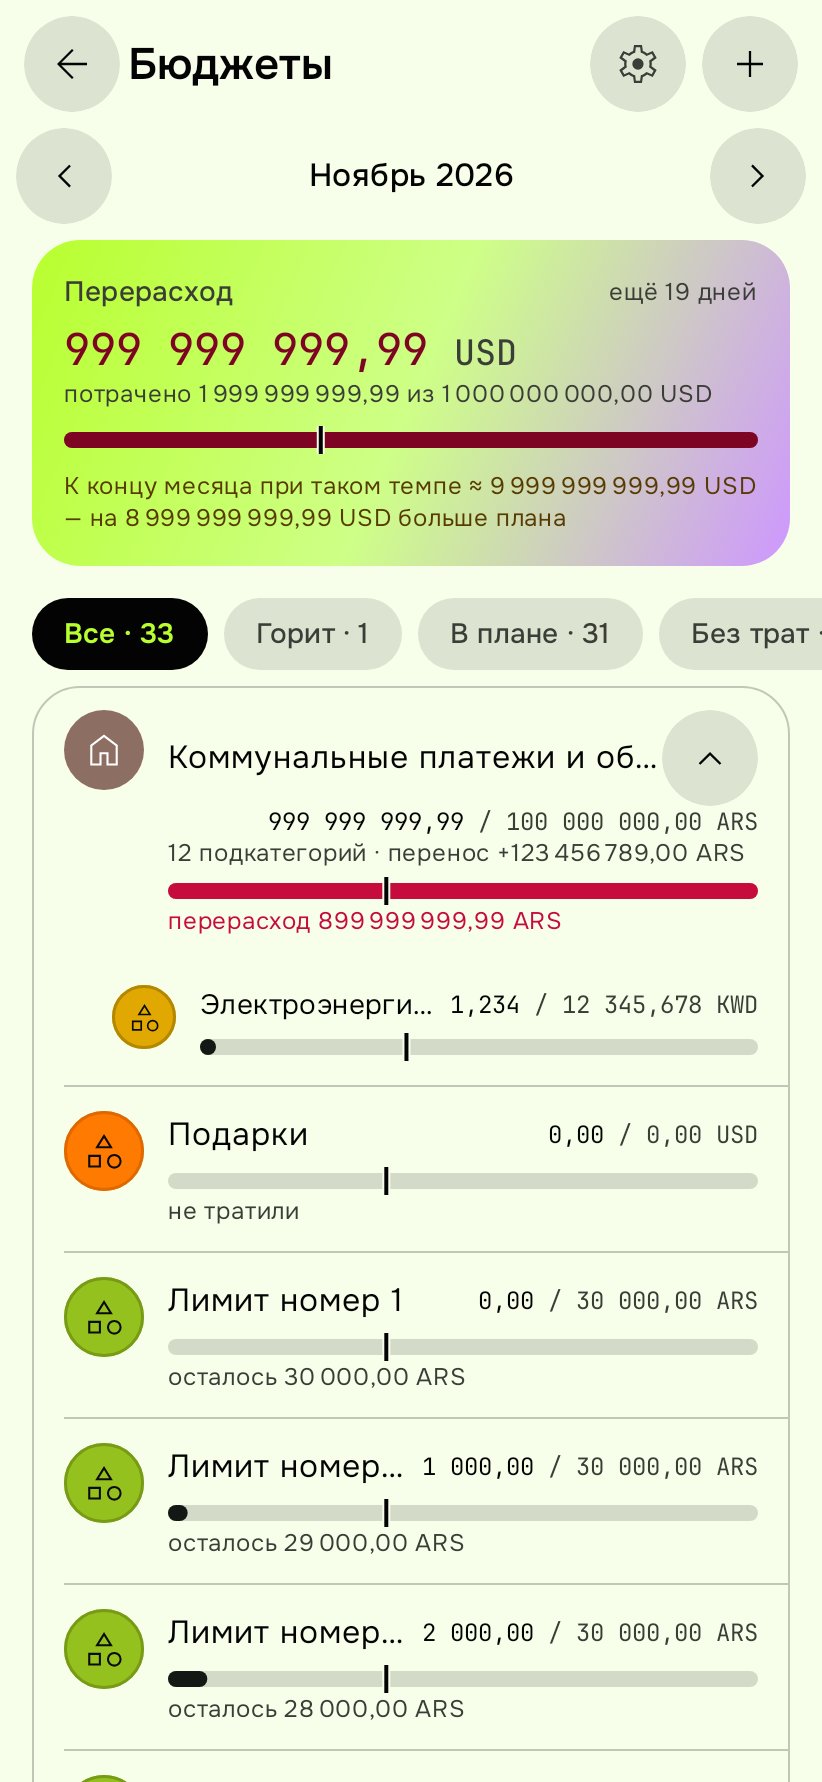 Бюджеты
Ноябрь 2026
Перерасход
ещё 19 дней
999 999 999,99 USD
потрачено 1 999 999 999,99 из 1 000 000 000,00 USD
К концу месяца при таком темпе ≈ 9 999 999 999,99 USD
— на 8 999 999 999,99 USD больше плана
Все · 33
Горит · 1
В плане · 31
Без трат ·
Коммунальные платежи и об...
999 999 999,99 / 100 000 000,00 ARS
12 подкатегорий · перенос +123 456 789,00 ARS
перерасход 899 999 999,99 ARS
Электроэнерги... 1,234 / 12 345,678 KWD
Подарки 0,00 / 0,00 USD
не тратили
Лимит номер 1 0,00 / 30 000,00 ARS
осталось 30 000,00 ARS
Лимит номер... 1 000,00 / 30 000,00 ARS
осталось 29 000,00 ARS
Лимит номер... 2 000,00 / 30 000,00 ARS
осталось 28 000,00 ARS